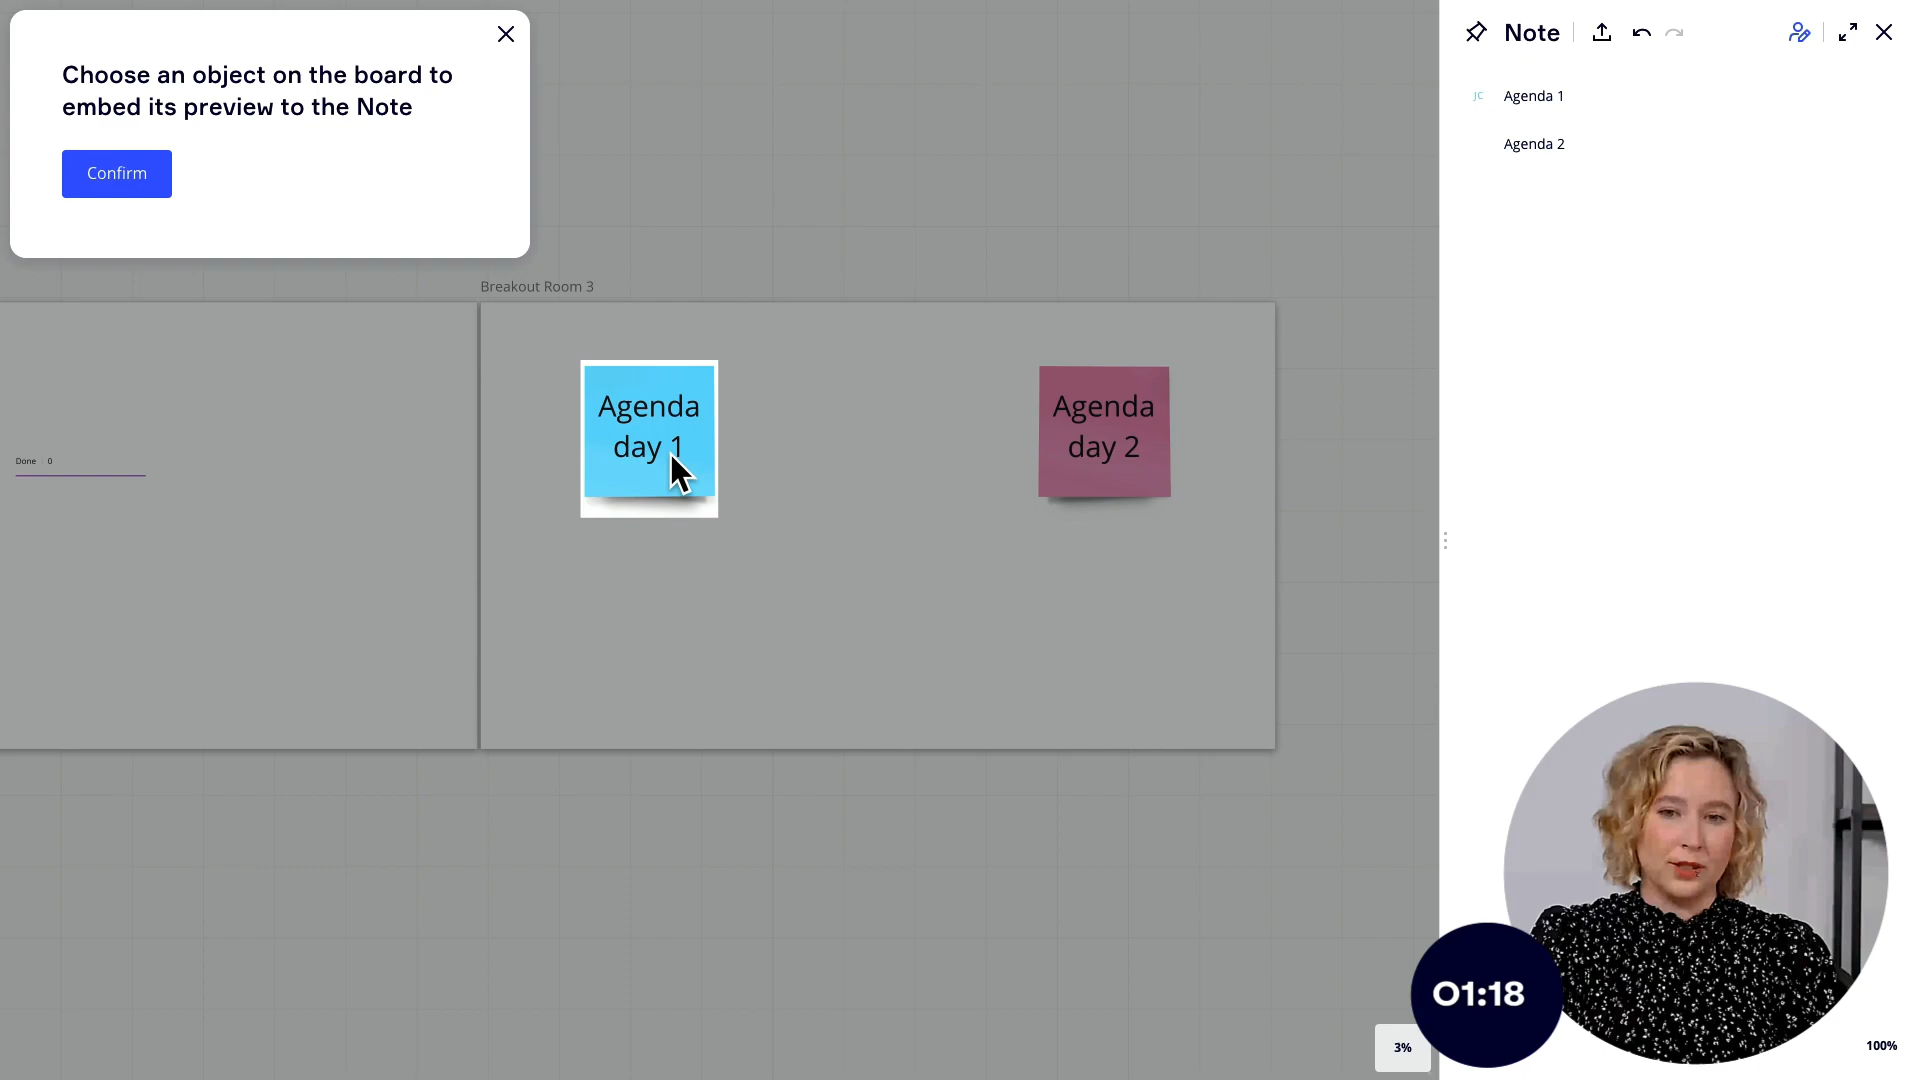 Choose an object on the board to
embed its preview to the Note
Confirm
Note
JC Agenda 1
Agenda 2
Breakout Room 3
Agenda
day 1
Agenda
day 2
Done 0
01:18
3%
100%